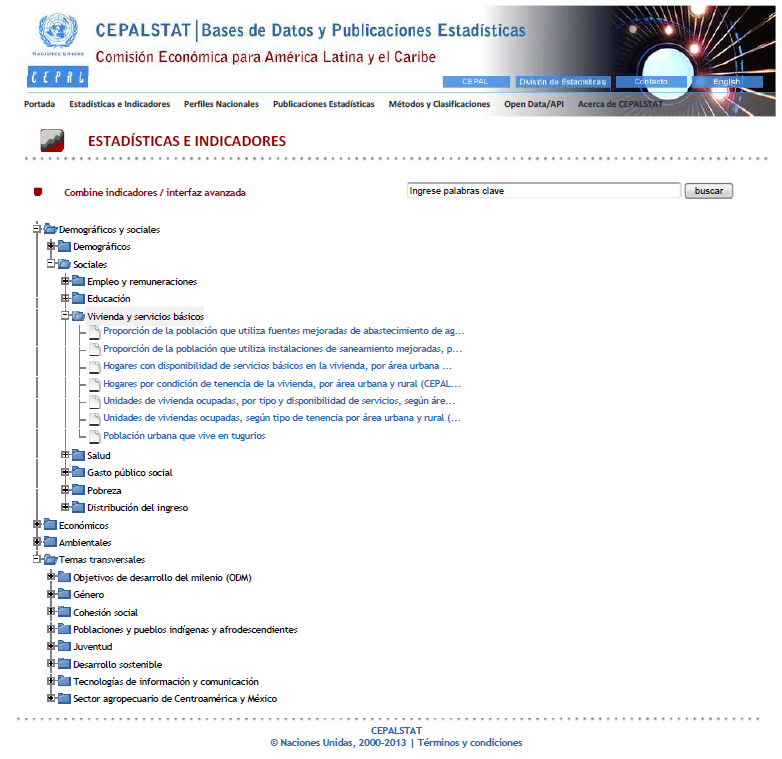 CEPALSTAT | Bases de Datos y Publicaciones Estadísticas
Comisión Económica para América Latina y el Caribe
NACIONES UNIDAS
CEPAL
CEPAL División de Estadísticas Contacto English
Portada Estadísticas e Indicadores Perfiles Nacionales Publicaciones Estadísticas Métodos y Clasificaciones Open Data/API Acerca de CEPALSTAT
ESTADÍSTICAS E INDICADORES
Combine indicadores / interfaz avanzada Ingrese palabras clave buscar
Demográficos y sociales
Demográficos
Sociales
Empleo y remuneraciones
Educación
Vivienda y servicios básicos
Proporción de la población que utiliza fuentes mejoradas de abastecimiento de ag...
Proporción de la población que utiliza instalaciones de saneamiento mejoradas, p...
Hogares con disponibilidad de servicios básicos en la vivienda, por área urbana ...
Hogares por condición de tenencia de la vivienda, por área urbana y rural (CEPAL...
Unidades de vivienda ocupadas, por tipo y disponibilidad de servicios, según áre...
Unidades de viviendas ocupadas, según tipo de tenencia por área urbana y rural (...
Población urbana que vive en tugurios
Salud
Gasto público social
Pobreza
Distribución del ingreso
Económicos
Ambientales
Temas transversales
Objetivos de desarrollo del milenio (ODM)
Género
Cohesión social
Poblaciones y pueblos indígenas y afrodescendientes
Juventud
Desarrollo sostenible
Tecnologías de información y comunicación
Sector agropecuario de Centroamérica y México
CEPALSTAT
© Naciones Unidas, 2000-2013 | Términos y condiciones